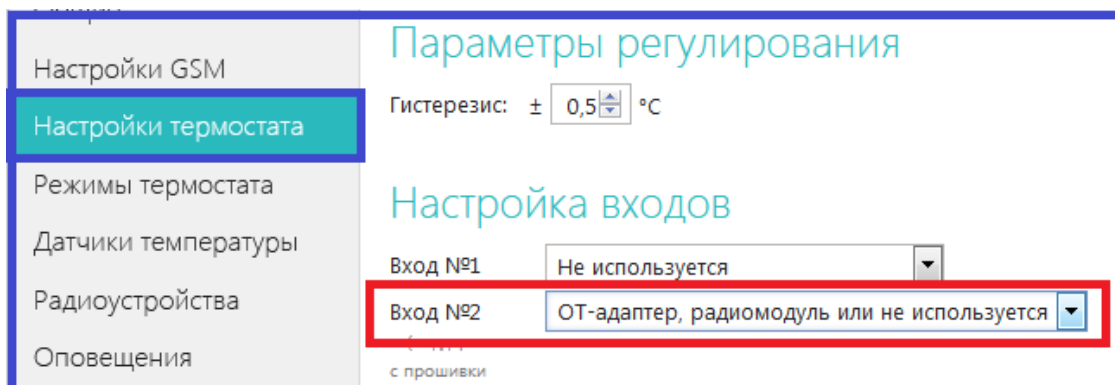 Настройки GSM
Настройки термостата
Режимы термостата
Датчики температуры
Радиоустройства
Оповещения
Параметры регулирования
Гистерезис: ± 0,5 °C
Настройка входов
Вход №1 Не используется
Вход №2 ОТ-адаптер, радиомодуль или не используется
с прошивки